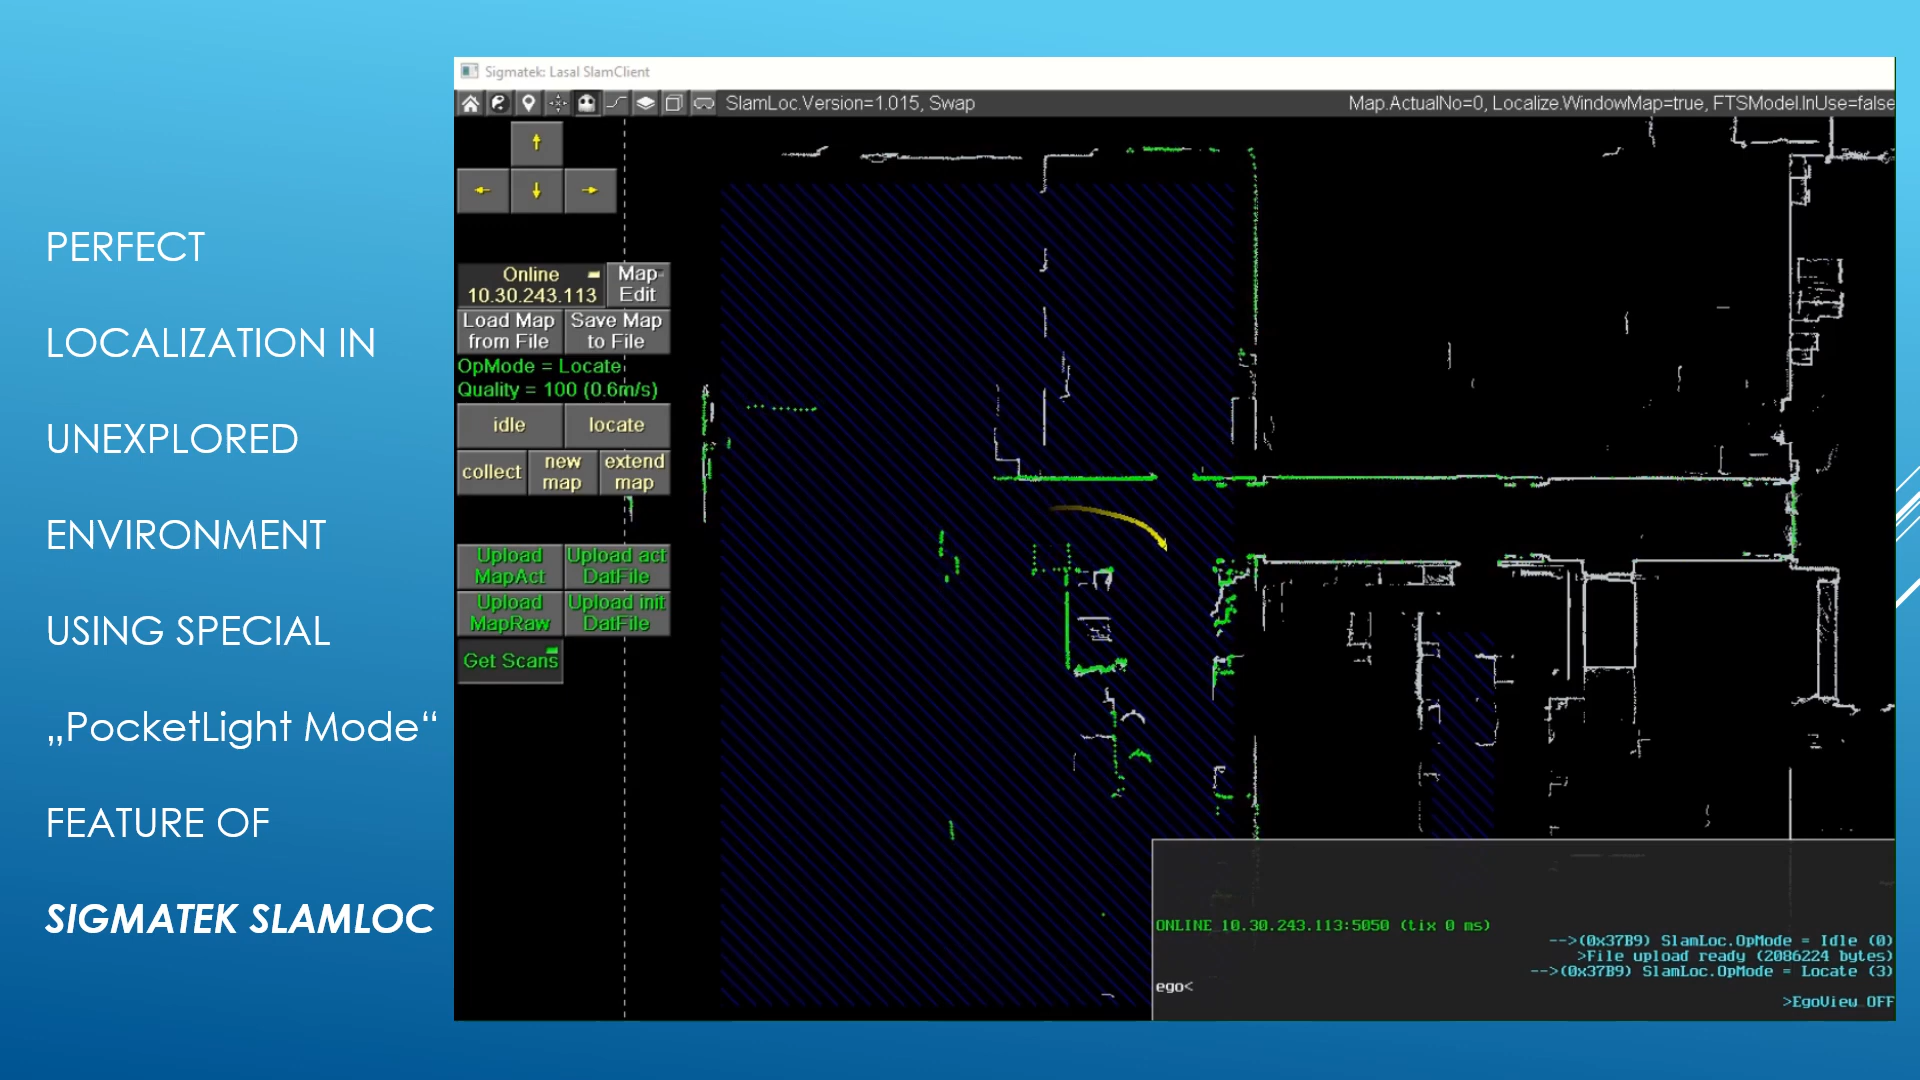 PERFECT
LOCALIZATION IN
UNEXPLORED
ENVIRONMENT
USING SPECIAL
„PocketLight Mode“
FEATURE OF
SIGMATEK SLAMLOC
Sigmatek: Lasal SlamClient
SlamLoc.Version=1.015, Swap
Map.ActualNo=0, Localize.WindowMap=true, FTSModel.InUse=false
Online
10.30.243.113
Map
Edit
Load Map
from File
Save Map
to File
OpMode = Locate
Quality = 100 (0.6m/s)
idle
locate
collect
new
map
extend
map
Upload
MapAct
Upload act
DatFile
Upload
MapRaw
Upload init
DatFile
Get Scans
ONLINE 10.30.243.113:5050 (tix 0 ms)
-->(0x37B9) SlamLoc.OpMode = Idle (0)
>File upload ready (2086224 bytes)
-->(0x37B9) SlamLoc.OpMode = Locate (3)
ego<
>EgoView OFF